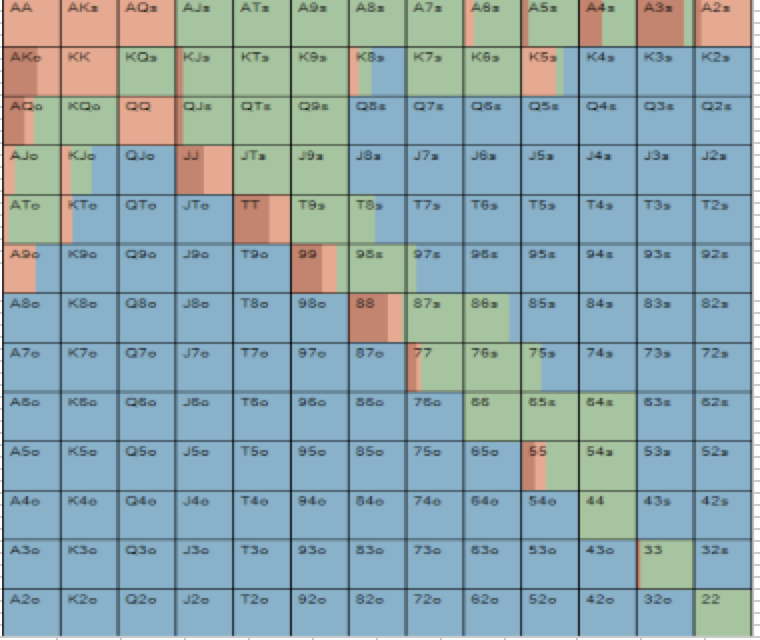 AA AKs AQs AJs ATs A9s A8s A7s A6s A5s A4s A3s A2s
AKo KK KQs KJs KTs K9s K8s K7s K6s K5s K4s K3s K2s
AQo KQo QQ QJs QTs Q9s Q8s Q7s Q6s Q5s Q4s Q3s Q2s
AJo KJo QJo JJ JTs J9s J8s J7s J6s J5s J4s J3s J2s
ATo KTo QTo JTo TT T9s T8s T7s T6s T5s T4s T3s T2s
A9o K9o Q9o J9o T9o 99 98s 97s 96s 95s 94s 93s 92s
A8o K8o Q8o J8o T8o 98o 88 87s 86s 85s 84s 83s 82s
A7o K7o Q7o J7o T7o 97o 87o 77 76s 75s 74s 73s 72s
A6o K6o Q6o J6o T6o 96o 86o 76o 66 65s 64s 63s 62s
A5o K5o Q5o J5o T5o 95o 85o 75o 65o 55 54s 53s 52s
A4o K4o Q4o J4o T4o 94o 84o 74o 64o 54o 44 43s 42s
A3o K3o Q3o J3o T3o 93o 83o 73o 63o 53o 43o 33 32s
A2o K2o Q2o J2o T2o 92o 82o 72o 62o 52o 42o 32o 22